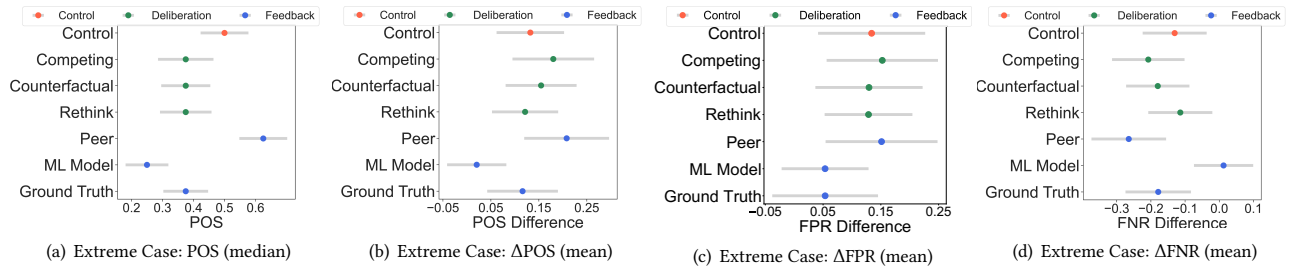 Control Deliberation Feedback
Control
Competing
Counterfactual
Rethink
Peer
ML Model
Ground Truth
0.2 0.3 0.4 0.5 0.6
POS
(a) Extreme Case: POS (median)
Control Deliberation Feedback
Control
Competing
Counterfactual
Rethink
Peer
ML Model
Ground Truth
−0.05 0.05 0.15 0.25
POS Difference
(b) Extreme Case: ΔPOS (mean)
Control Deliberation Feedback
Control
Competing
Counterfactual
Rethink
Peer
ML Model
Ground Truth
−0.05 0.05 0.15 0.25
FPR Difference
(c) Extreme Case: ΔFPR (mean)
Control Deliberation Feedback
Control
Competing
Counterfactual
Rethink
Peer
ML Model
Ground Truth
−0.3 −0.2 −0.1 0.0 0.1
FNR Difference
(d) Extreme Case: ΔFNR (mean)